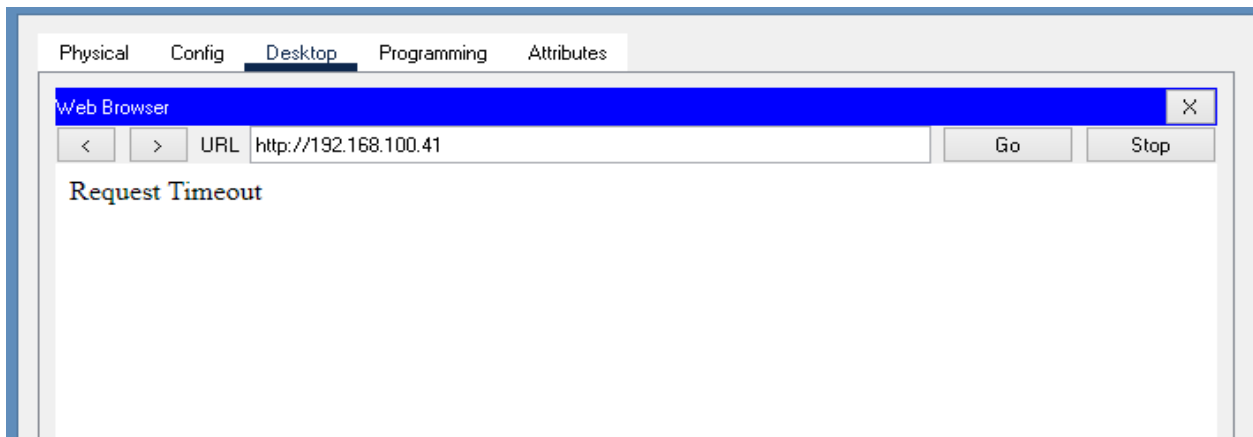 Physical Config Desktop Programming Attributes
Web Browser X
< > URL http://192.168.100.41 Go Stop
Request Timeout